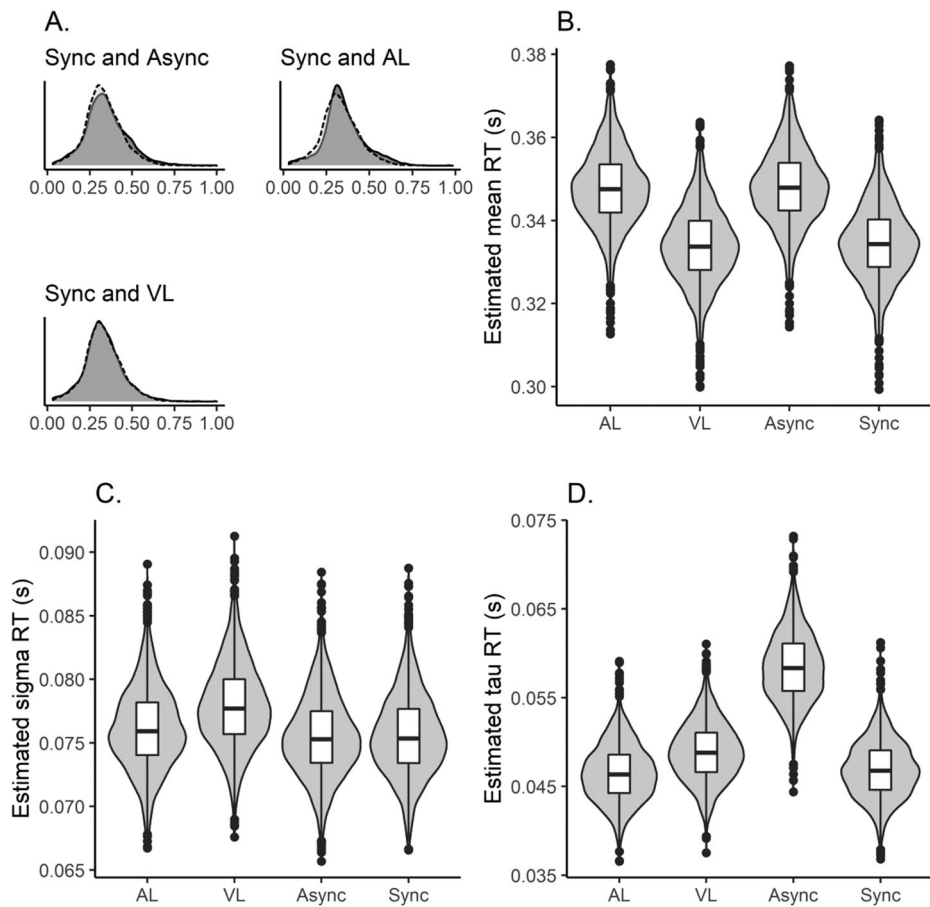 A.
Sync and Async
Sync and AL
0.00 0.25 0.50 0.75 1.00
0.00 0.25 0.50 0.75 1.00
Sync and VL
0.00 0.25 0.50 0.75 1.00
B.
Estimated mean RT (s)
0.38
0.36
0.34
0.32
0.30
AL VL Async Sync
C.
Estimated sigma RT (s)
0.090
0.085
0.080
0.075
0.070
0.065
AL VL Async Sync
D.
Estimated tau RT (s)
0.075
0.065
0.055
0.045
0.035
AL VL Async Sync